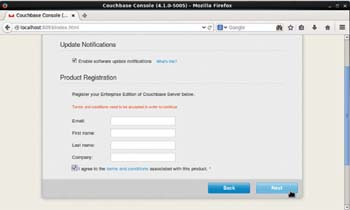 Couchbase Console (4.1.0-5005) - Mozilla Firefox
Couchbase Console (...
localhost:8091/index.html
Google
Update Notifications
Enable software update notifications What's this?
Product Registration
Register your Enterprise Edition of Couchbase Server below.
Terms and conditions need to be accepted in order to continue
Email:
First name:
Last name:
Company:
I agree to the terms and conditions associated with this product. *
Back
Next